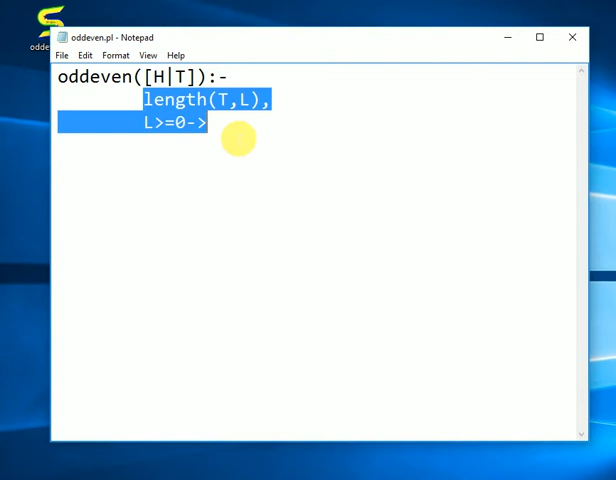 oddeven.pl - Notepad
File Edit Format View Help
oddeven([H|T]):-
length(T,L),
L>=0->